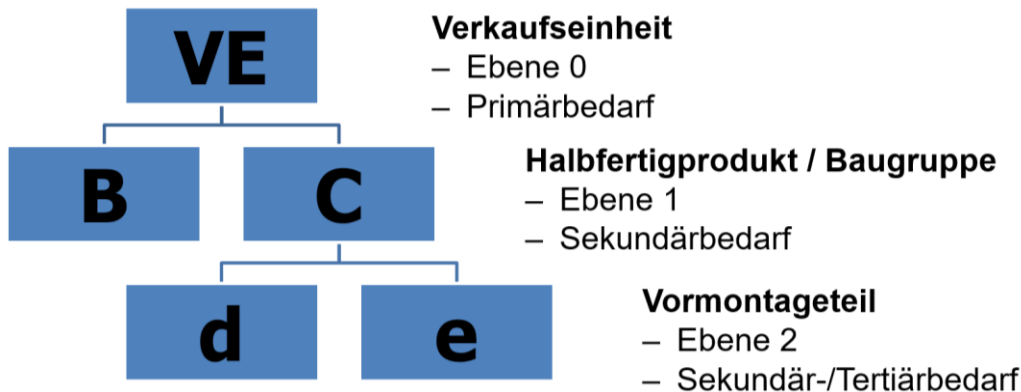 VE
Verkaufseinheit
– Ebene 0
– Primärbedarf
B
C
Halbfertigprodukt / Baugruppe
– Ebene 1
– Sekundärbedarf
d
e
Vormontageteil
– Ebene 2
– Sekundär-/Tertiärbedarf